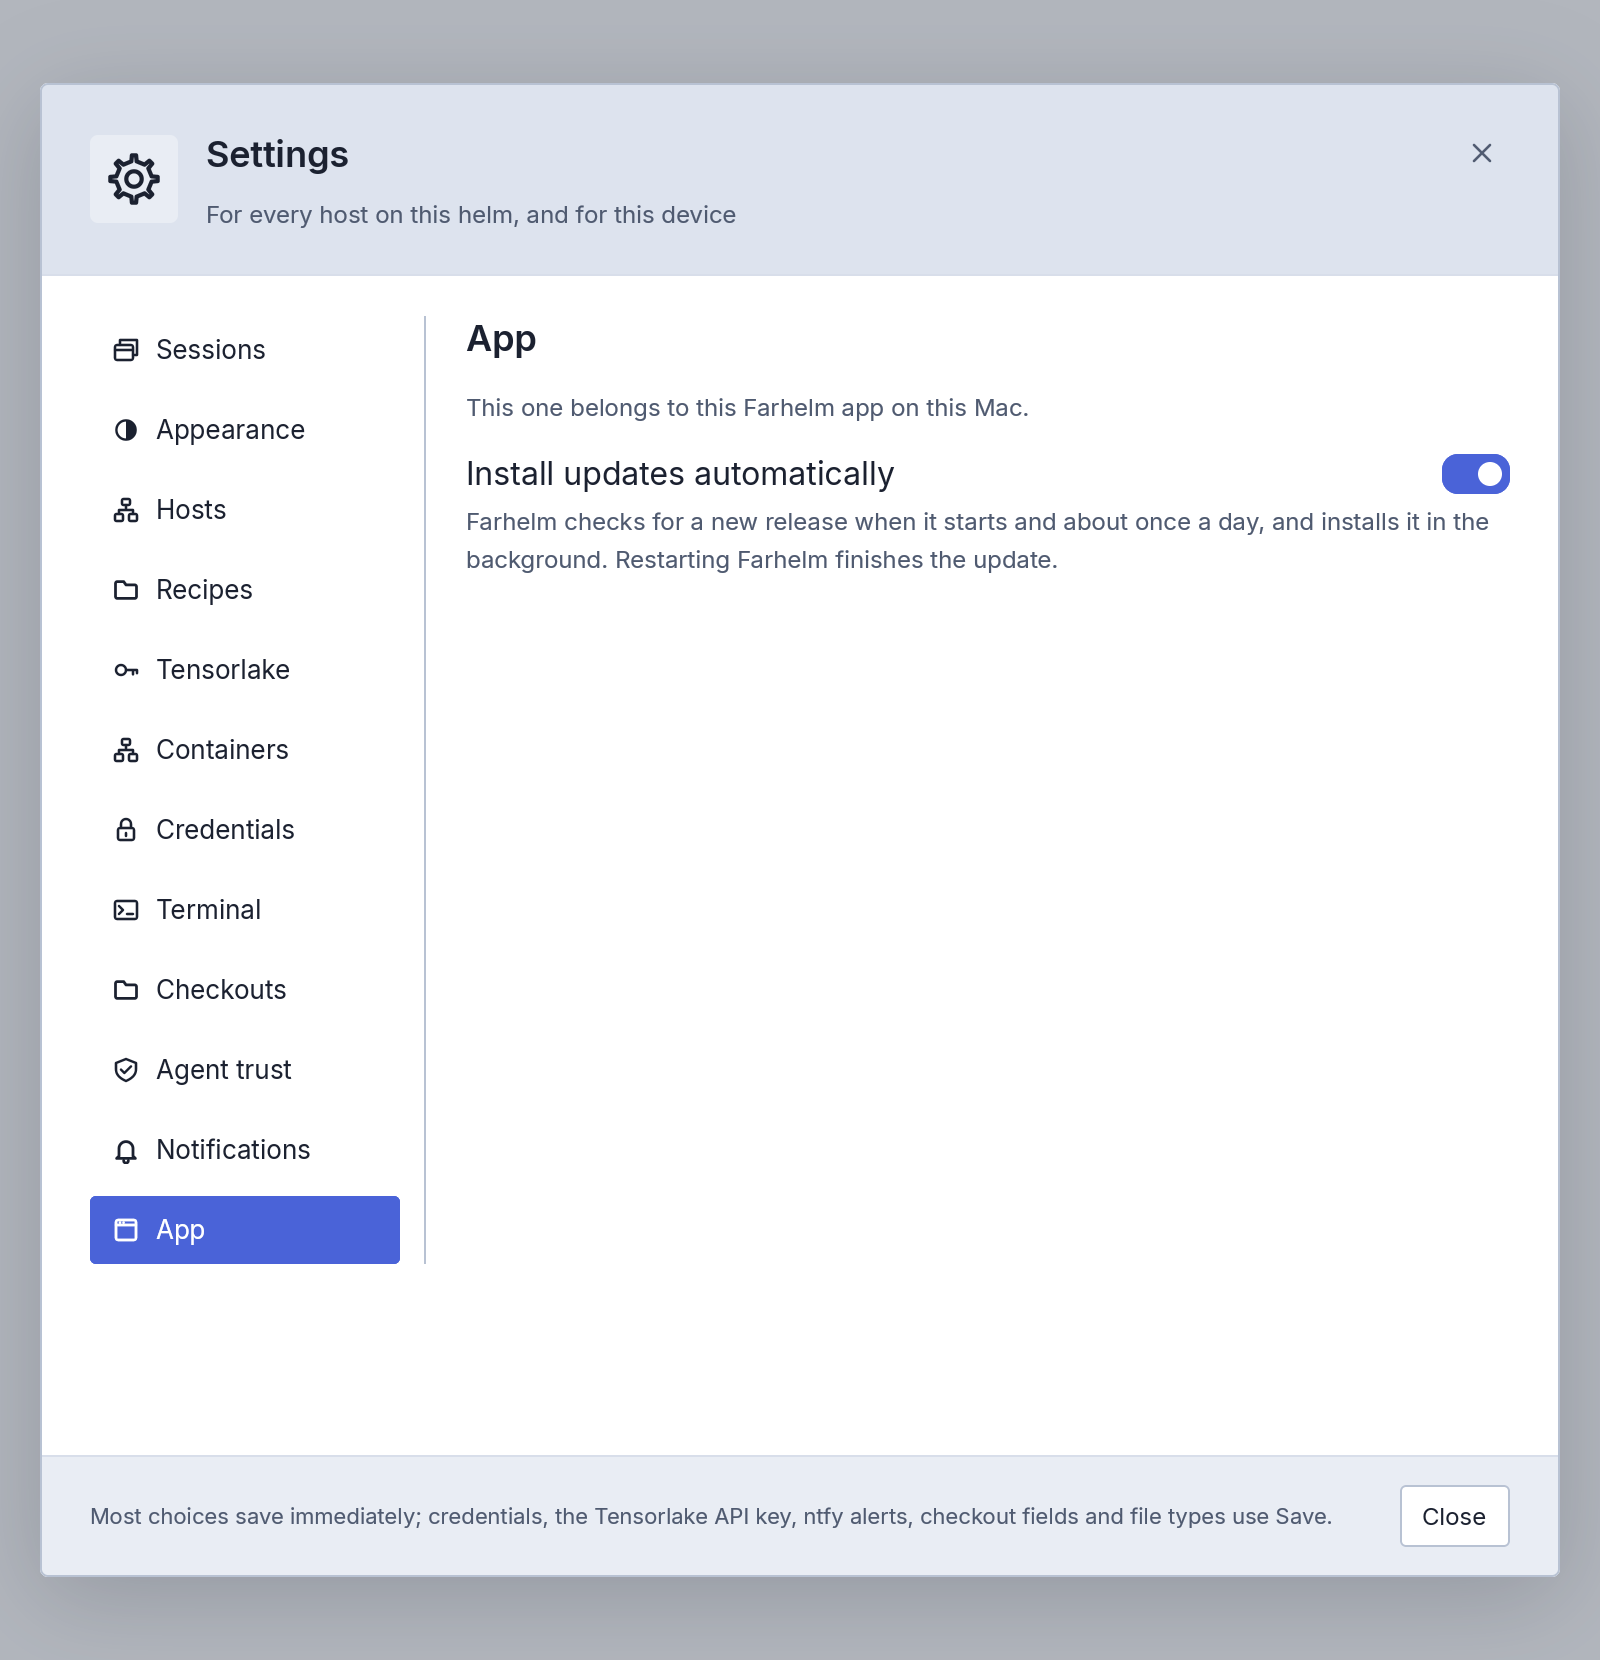 Settings
For every host on this helm, and for this device
Sessions
Appearance
Hosts
Recipes
Tensorlake
Containers
Credentials
Terminal
Checkouts
Agent trust
Notifications
App
App
This one belongs to this Farhelm app on this Mac.
Install updates automatically
Farhelm checks for a new release when it starts and about once a day, and installs it in the
background. Restarting Farhelm finishes the update.
Most choices save immediately; credentials, the Tensorlake API key, ntfy alerts, checkout fields and file types use Save.
Close